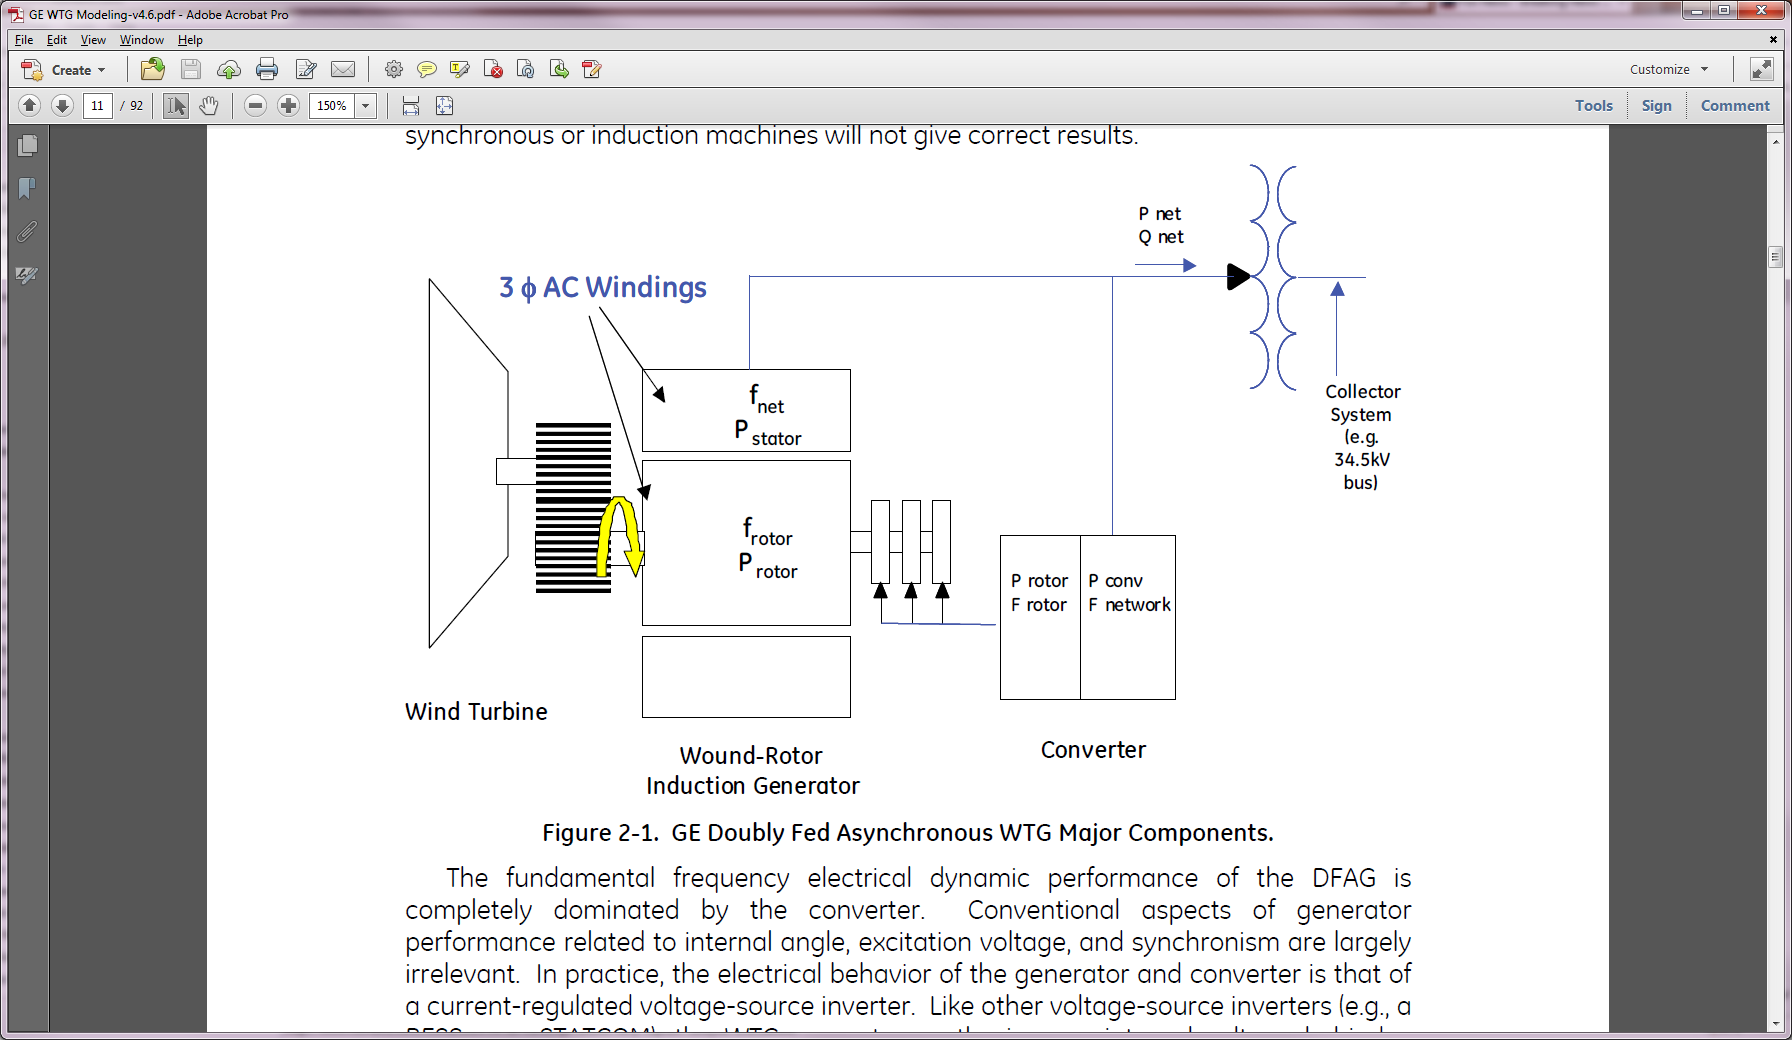 GE WTG Modeling-v4.6.pdf - Adobe Acrobat Pro
File Edit View Window Help
Create Customize
11 / 92 150% Tools Sign Comment
synchronous or induction machines will not give correct results.
P net
Q net
3 ϕ AC Windings
f net
P stator
Collector
System
(e.g.
34.5kV
bus)
f rotor
P rotor
P rotor P conv
F rotor F network
Wind Turbine
Wound-Rotor
Induction Generator
Converter
Figure 2-1. GE Doubly Fed Asynchronous WTG Major Components.
The fundamental frequency electrical dynamic performance of the DFAG is
completely dominated by the converter. Conventional aspects of generator
performance related to internal angle, excitation voltage, and synchronism are largely
irrelevant. In practice, the electrical behavior of the generator and converter is that of
a current-regulated voltage-source inverter. Like other voltage-source inverters (e.g., a